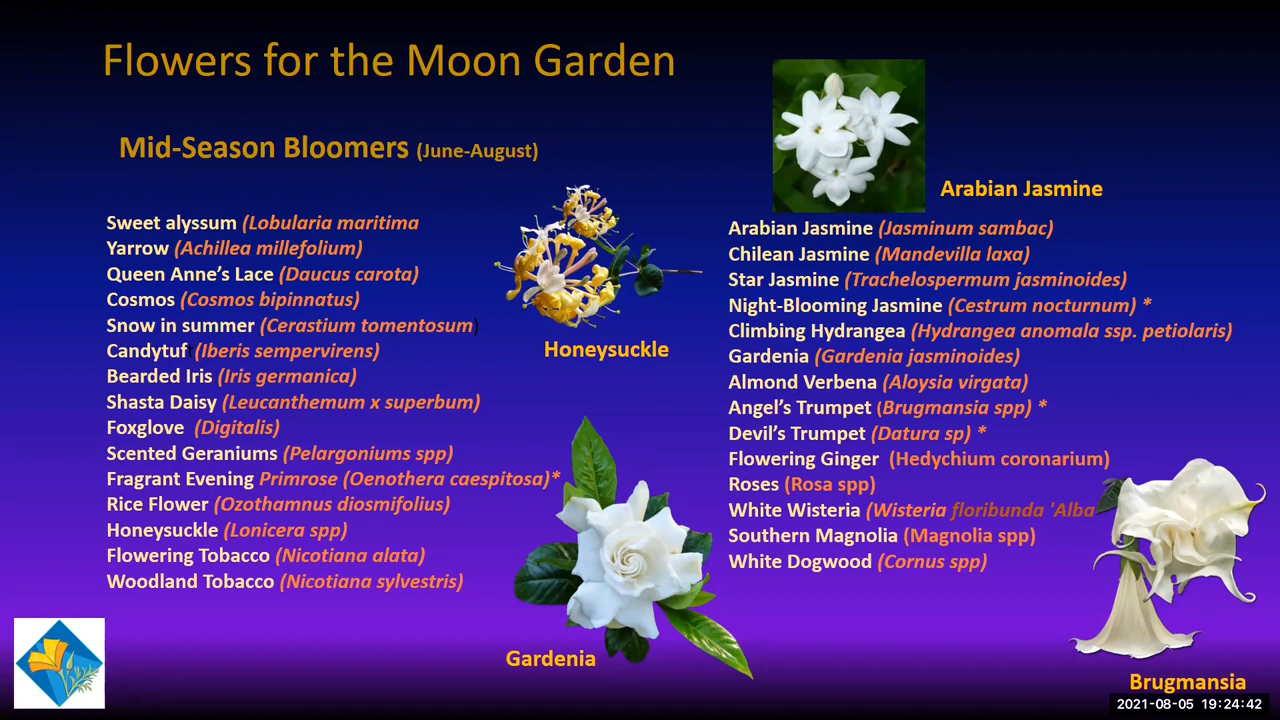 Flowers for the Moon Garden
Mid-Season Bloomers (June-August)
Sweet alyssum (Lobularia maritima
Yarrow (Achillea millefolium)
Queen Anne's Lace (Daucus carota)
Cosmos (Cosmos bipinnatus)
Snow in summer (Cerastium tomentosum)
Candytuft (Iberis sempervirens)
Bearded Iris (Iris germanica)
Shasta Daisy (Leucanthemum x superbum)
Foxglove (Digitalis)
Scented Geraniums (Pelargoniums spp)
Fragrant Evening Primrose (Oenothera caespitosa)*
Rice Flower (Ozothamnus diosmifolius)
Honeysuckle (Lonicera spp)
Flowering Tobacco (Nicotiana alata)
Woodland Tobacco (Nicotiana sylvestris)
Honeysuckle
Gardenia
Arabian Jasmine
Arabian Jasmine (Jasminum sambac)
Chilean Jasmine (Mandevilla laxa)
Star Jasmine (Trachelospermum jasminoides)
Night-Blooming Jasmine (Cestrum nocturnum) *
Climbing Hydrangea (Hydrangea anomala ssp. petiolaris)
Gardenia (Gardenia jasminoides)
Almond Verbena (Aloysia virgata)
Angel's Trumpet (Brugmansia spp) *
Devil's Trumpet (Datura sp) *
Flowering Ginger (Hedychium coronarium)
Roses (Rosa spp)
White Wisteria (Wisteria floribunda 'Alba
Southern Magnolia (Magnolia spp)
White Dogwood (Cornus spp)
Brugmansia
2021-08-05 19:24:42